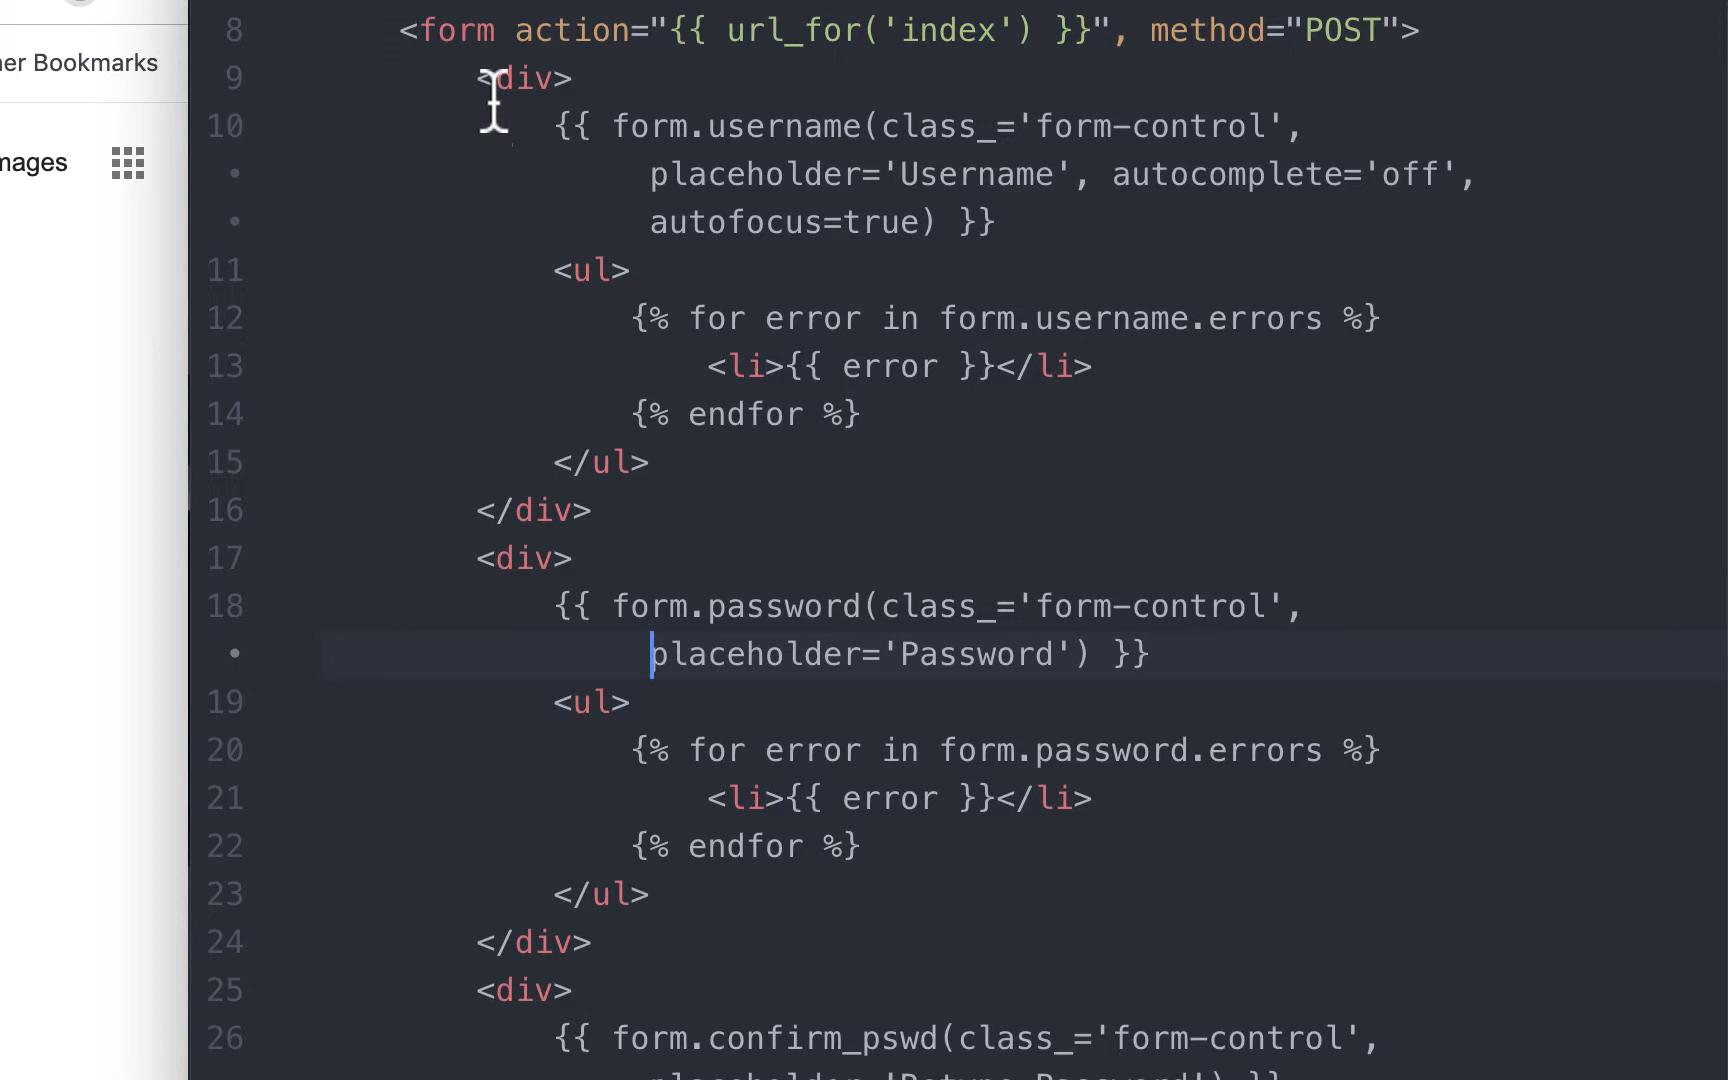 er Bookmarks
mages
8 <form action="{{ url_for('index') }}", method="POST">
9 <div>
10 {{ form.username(class_='form-control',
• placeholder='Username', autocomplete='off',
• autofocus=true) }}
11 <ul>
12 {% for error in form.username.errors %}
13 <li>{{ error }}</li>
14 {% endfor %}
15 </ul>
16 </div>
17 <div>
18 {{ form.password(class_='form-control',
• placeholder='Password') }}
19 <ul>
20 {% for error in form.password.errors %}
21 <li>{{ error }}</li>
22 {% endfor %}
23 </ul>
24 </div>
25 <div>
26 {{ form.confirm_pswd(class_='form-control',
placeholder='Retype Password') }}